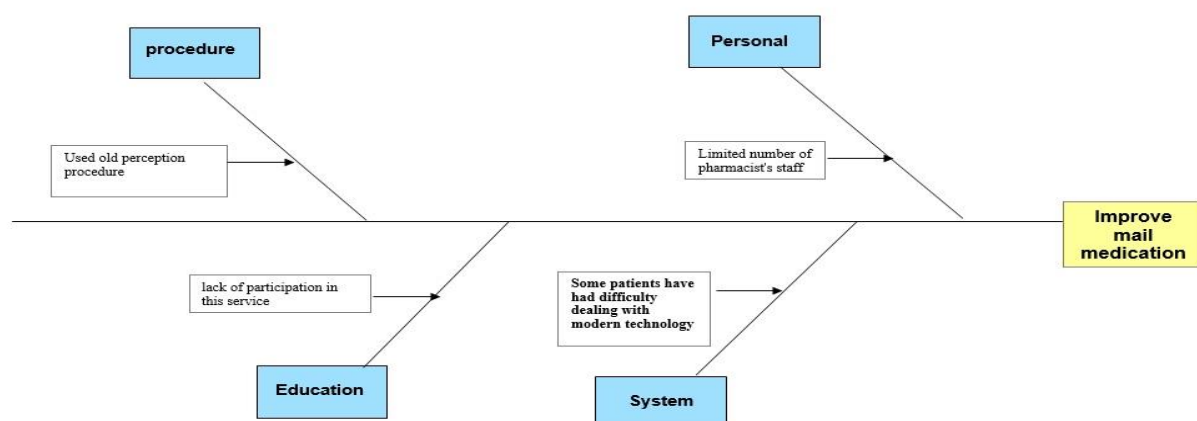 procedure
Personal
Used old perception
procedure
Limited number of
pharmacist's staff
Improve
mail
medication
lack of participation in
this service
Some patients have
had difficulty
dealing with
modern technology
Education
System